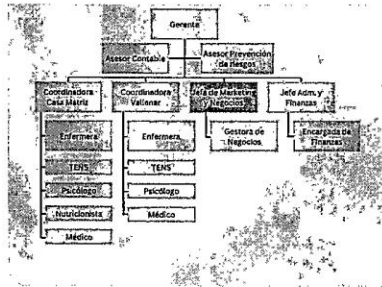 Gerente
Asesor Contable
Asesor Prevención
de riesgos
Coordinadora
Casa Matriz
Coordinadora
Vallenar
Jefa de Marketing
y Negocios
Jefe Adm. y
Finanzas
Enfermera
Enfermera
Gestora de
Negocios
Encargada de
Finanzas
TENS
TENS
Psicólogo
Psicólogo
Nutricionista
Médico
Médico